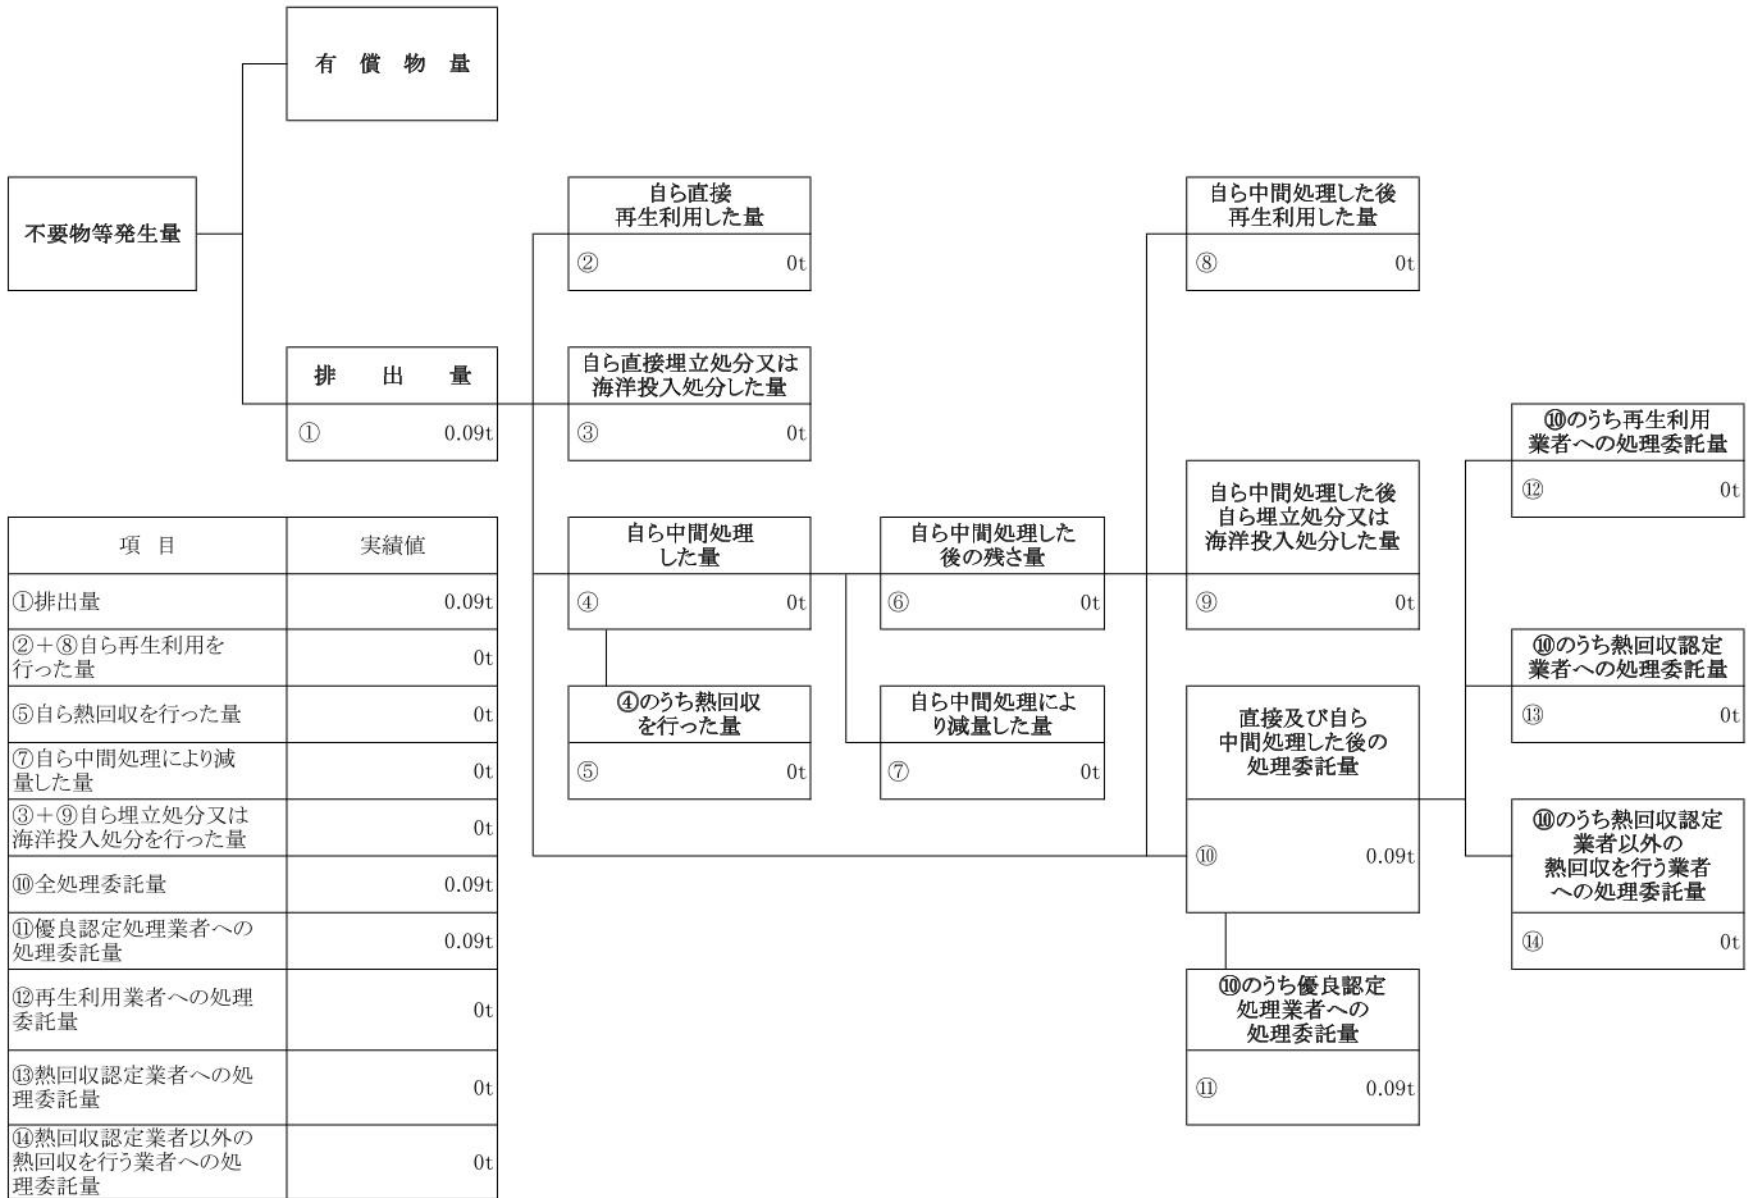 有 償 物 量
不要物等発生量
排 出 量
① 0.09t
自ら直接
再生利用した量
② 0t
自ら直接埋立処分又は
海洋投入処分した量
③ 0t
自ら中間処理
した量
④ 0t
④のうち熱回収
を行った量
⑤ 0t
自ら中間処理した
後の残さ量
⑥ 0t
自ら中間処理によ
り減量した量
⑦ 0t
自ら中間処理した後
再生利用した量
⑧ 0t
自ら中間処理した後
自ら埋立処分又は
海洋投入処分した量
⑨ 0t
直接及び自ら
中間処理した後の
処理委託量
⑩ 0.09t
⑩のうち優良認定
処理業者への
処理委託量
⑪ 0.09t
⑩のうち再生利用
業者への処理委託量
⑫ 0t
⑩のうち熱回収認定
業者への処理委託量
⑬ 0t
⑩のうち熱回収認定
業者以外の
熱回収を行う業者
への処理委託量
⑭ 0t
項 目 実績値
①排出量 0.09t
②+⑧自ら再生利用を
行った量 0t
⑤自ら熱回収を行った量 0t
⑦自ら中間処理により減
量した量 0t
③+⑨自ら埋立処分又は
海洋投入処分を行った量 0t
⑩全処理委託量 0.09t
⑪優良認定処理業者への
処理委託量 0.09t
⑫再生利用業者への処理
委託量 0t
⑬熱回収認定業者への処
理委託量 0t
⑭熱回収認定業者以外の
熱回収を行う業者への処
理委託量 0t